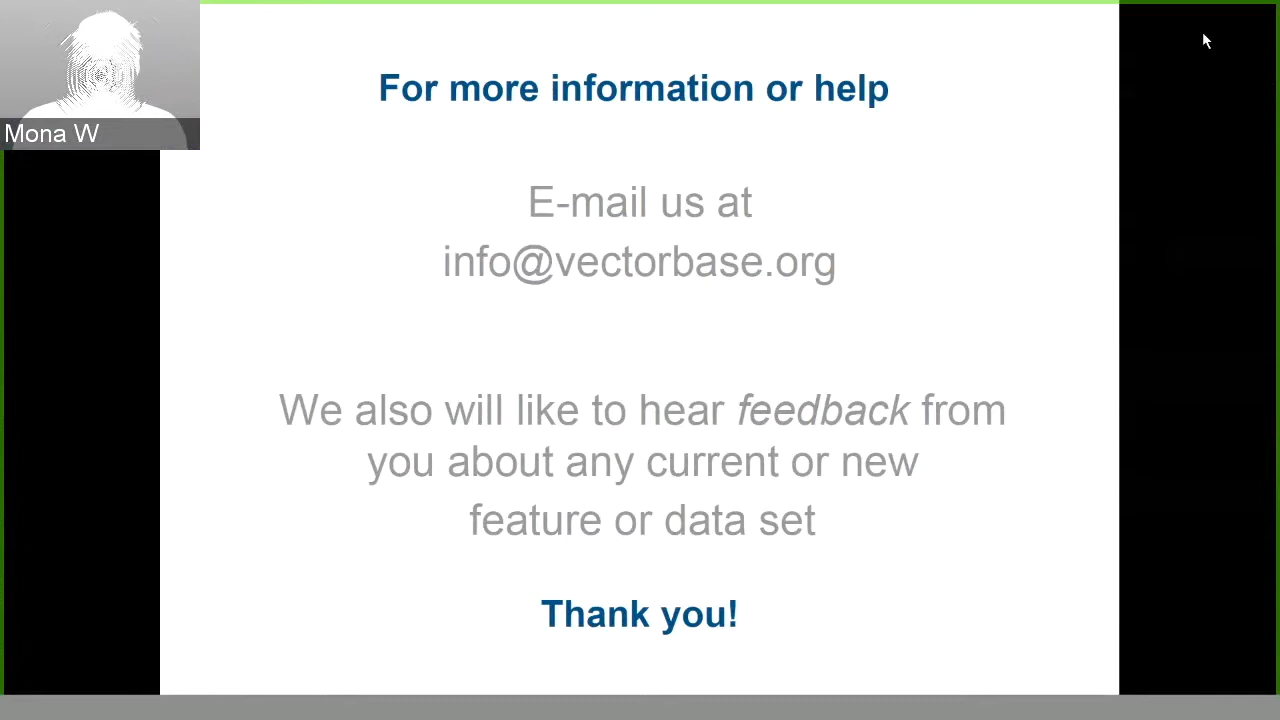 Mona W
For more information or help
E-mail us at
info@vectorbase.org
We also will like to hear feedback from
you about any current or new
feature or data set
Thank you!